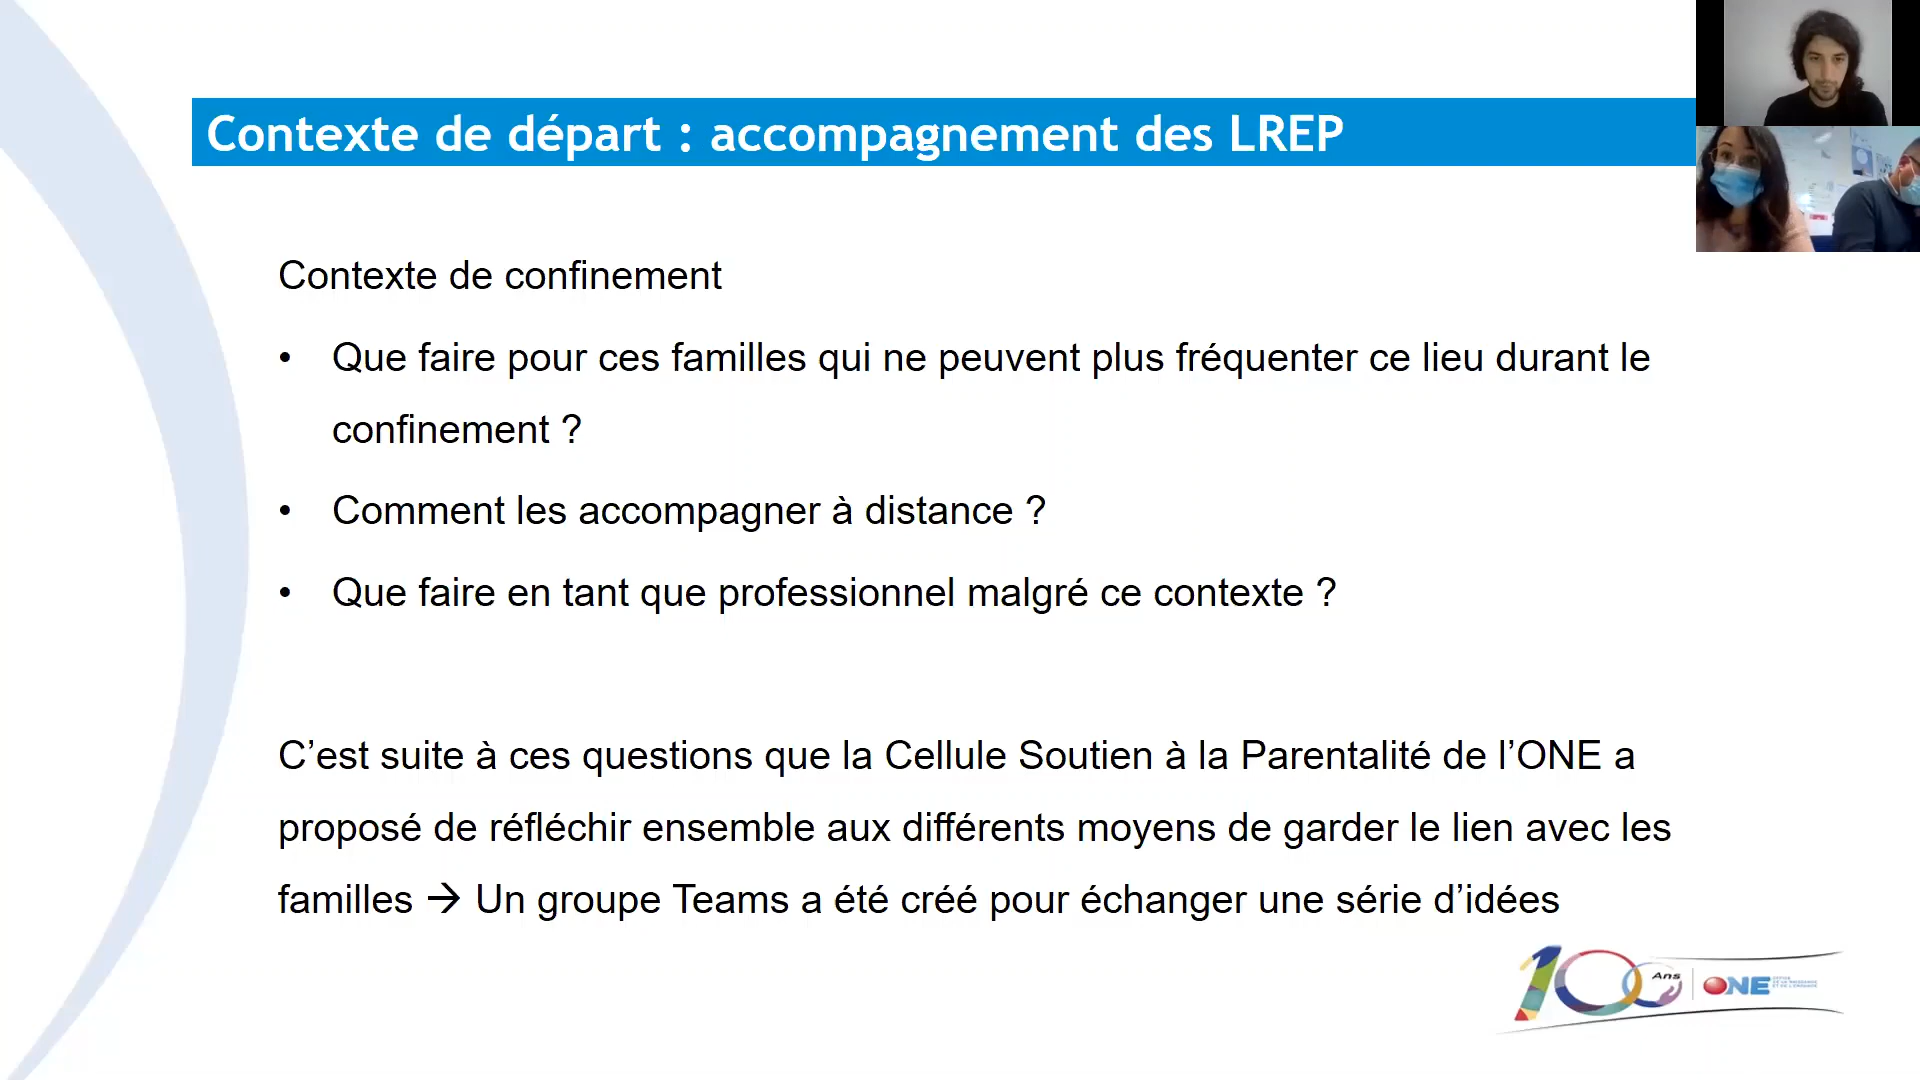 Contexte de départ : accompagnement des LREP
Contexte de confinement
• Que faire pour ces familles qui ne peuvent plus fréquenter ce lieu durant le
confinement ?
• Comment les accompagner à distance ?
• Que faire en tant que professionnel malgré ce contexte ?
C’est suite à ces questions que la Cellule Soutien à la Parentalité de l’ONE a
proposé de réfléchir ensemble aux différents moyens de garder le lien avec les
familles → Un groupe Teams a été créé pour échanger une série d’idées
100 Ans ONE